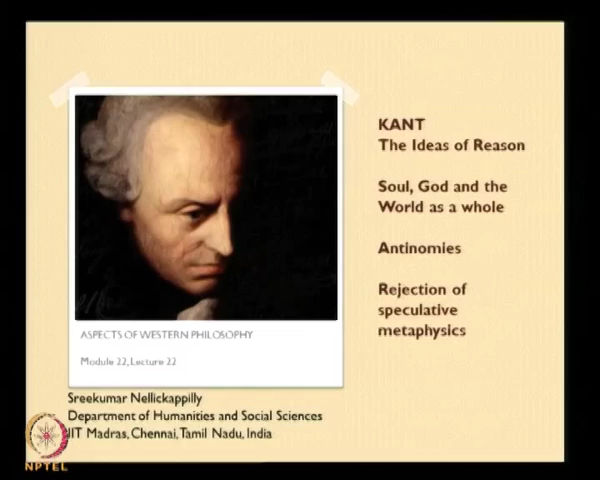 KANT
The Ideas of Reason
Soul, God and the
World as a whole
Antinomies
Rejection of
speculative
metaphysics
ASPECTS OF WESTERN PHILOSOPHY
Module 22, Lecture 22
Sreekumar Nellickappilly
Department of Humanities and Social Sciences
IIT Madras, Chennai, Tamil Nadu, India
NPTEL